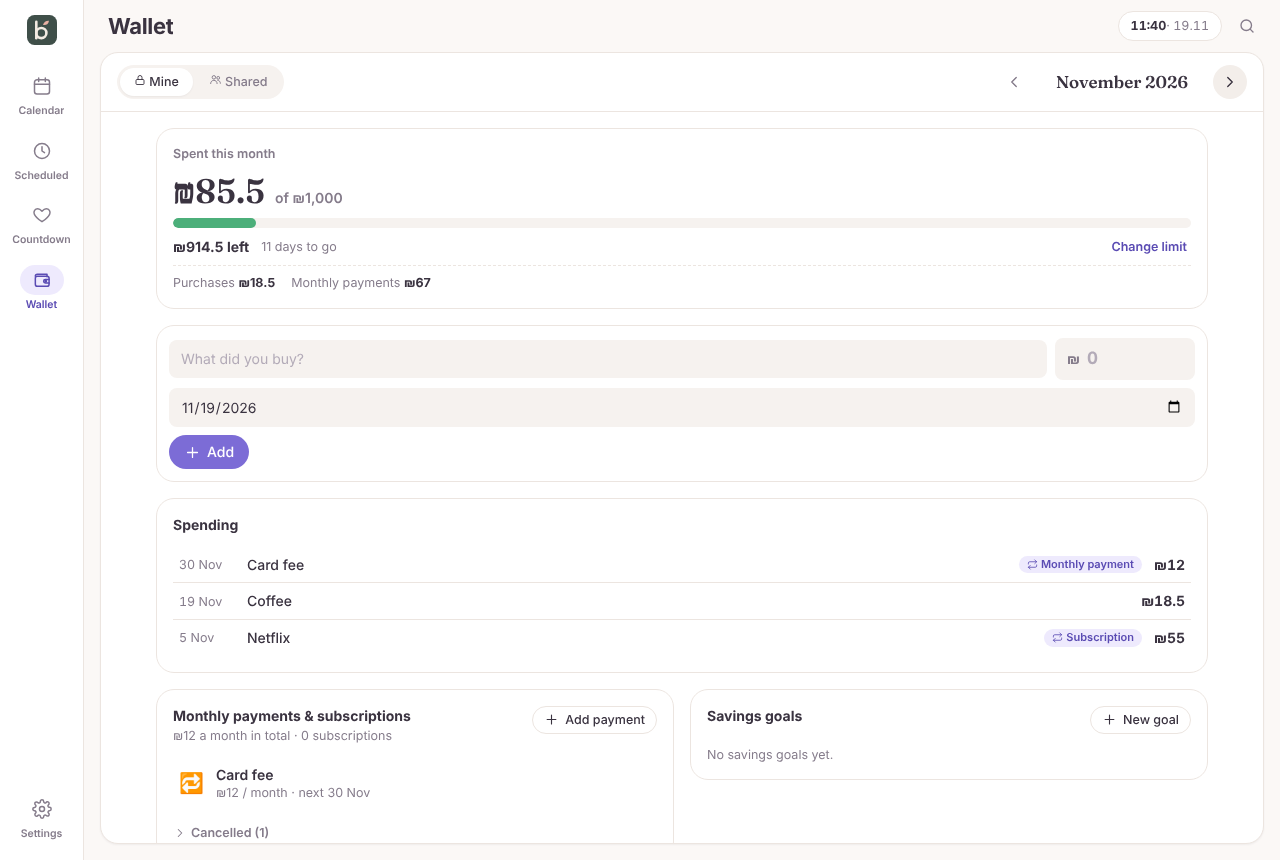 Wallet
11:40 · 19.11
Calendar
Scheduled
Countdown
Wallet
Settings
Mine
Shared
November 2026
Spent this month
₪85.5 of ₪1,000
₪914.5 left 11 days to go
Change limit
Purchases ₪18.5 Monthly payments ₪67
What did you buy?
₪ 0
11/19/2026
+ Add
Spending
30 Nov Card fee Monthly payment ₪12
19 Nov Coffee ₪18.5
5 Nov Netflix Subscription ₪55
Monthly payments & subscriptions
+ Add payment
₪12 a month in total · 0 subscriptions
Card fee
₪12 / month · next 30 Nov
Cancelled (1)
Savings goals
+ New goal
No savings goals yet.